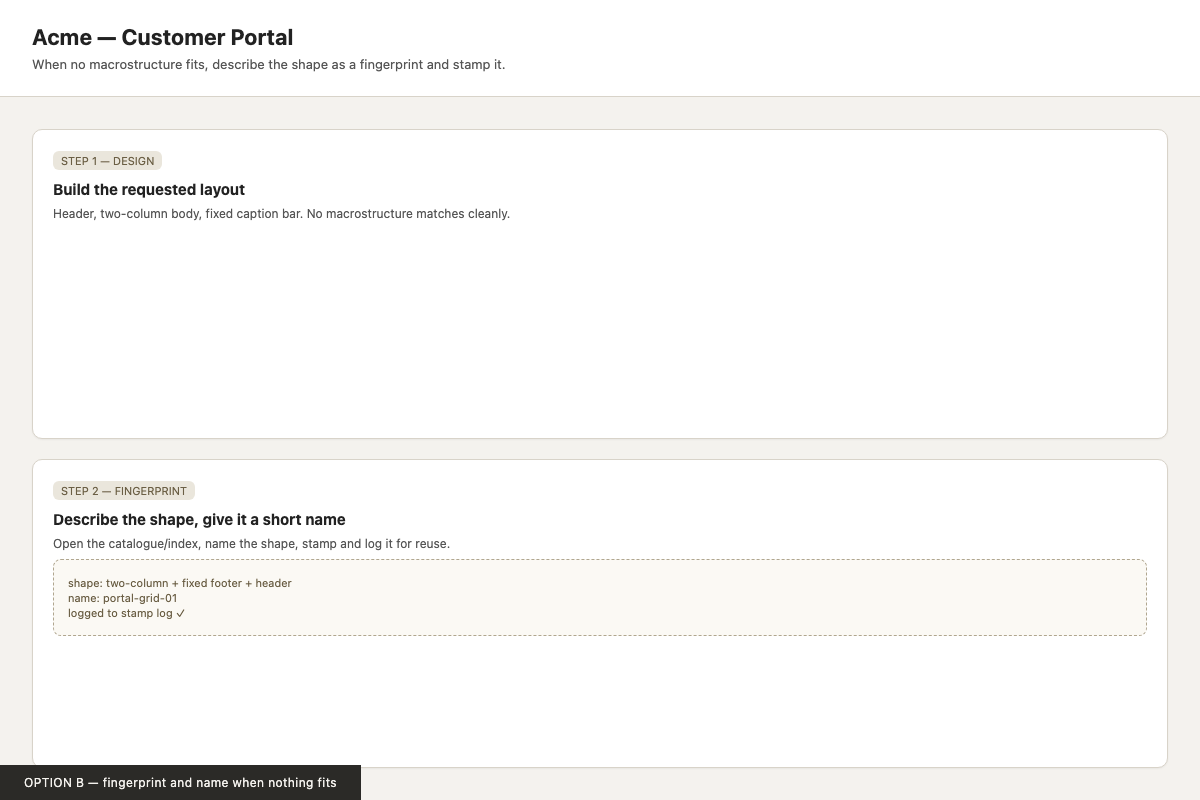 Acme — Customer Portal
When no macrostructure fits, describe the shape as a fingerprint and stamp it.
STEP 1 — DESIGN
Build the requested layout
Header, two-column body, fixed caption bar. No macrostructure matches cleanly.
STEP 2 — FINGERPRINT
Describe the shape, give it a short name
Open the catalogue/index, name the shape, stamp and log it for reuse.
shape: two-column + fixed footer + header
name: portal-grid-01
logged to stamp log ✓
OPTION B — fingerprint and name when nothing fits